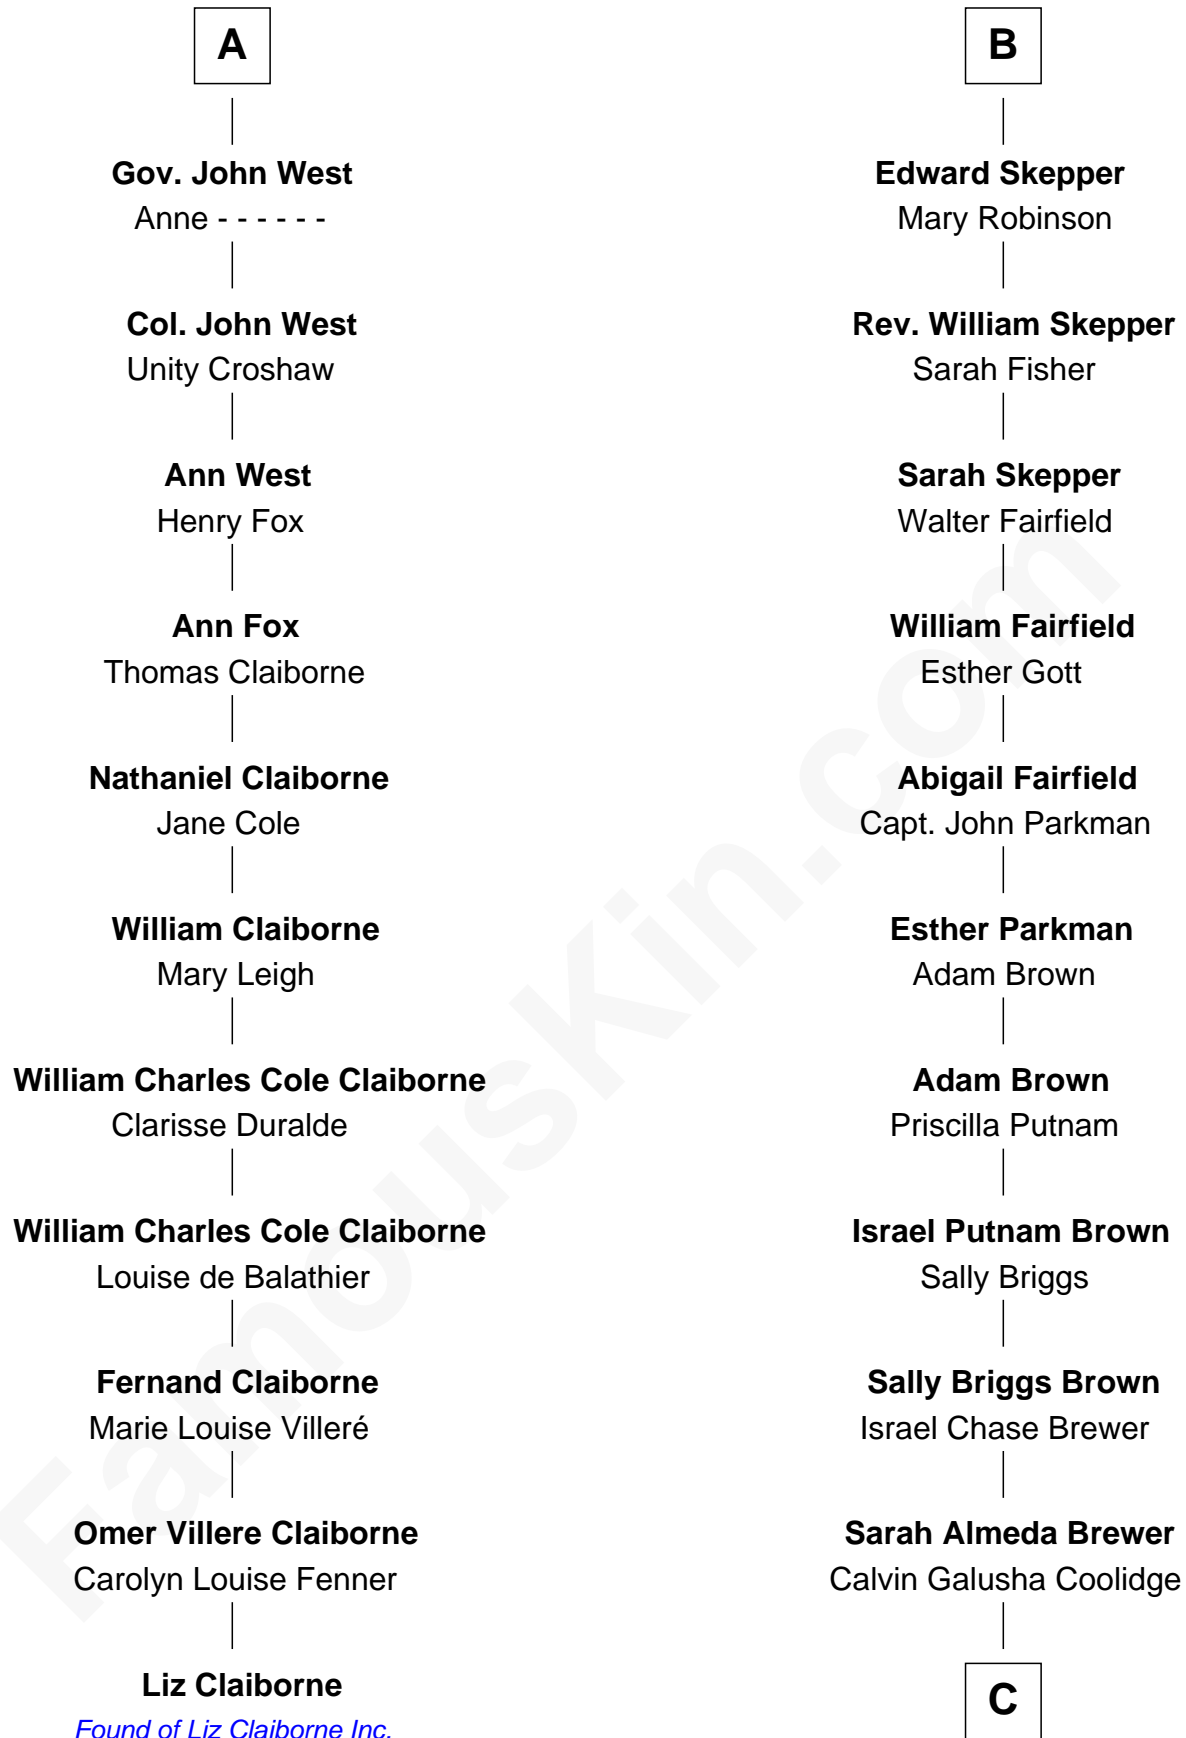 A
Gov. John West
Anne - - - - - -
Col. John West
Unity Croshaw
Ann West
Henry Fox
Ann Fox
Thomas Claiborne
Nathaniel Claiborne
Jane Cole
William Claiborne
Mary Leigh
William Charles Cole Claiborne
Clarisse Duralde
William Charles Cole Claiborne
Louise de Balathier
Fernand Claiborne
Marie Louise Villeré
Omer Villere Claiborne
Carolyn Louise Fenner
Liz Claiborne
Found of Liz Claiborne Inc.
B
Edward Skepper
Mary Robinson
Rev. William Skepper
Sarah Fisher
Sarah Skepper
Walter Fairfield
William Fairfield
Esther Gott
Abigail Fairfield
Capt. John Parkman
Esther Parkman
Adam Brown
Adam Brown
Priscilla Putnam
Israel Putnam Brown
Sally Briggs
Sally Briggs Brown
Israel Chase Brewer
Sarah Almeda Brewer
Calvin Galusha Coolidge
C
FamousKin.com